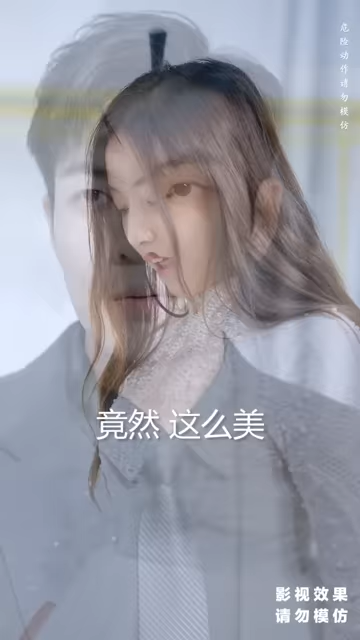 危险动作请勿模仿
竟然 这么美
影视效果
请勿模仿